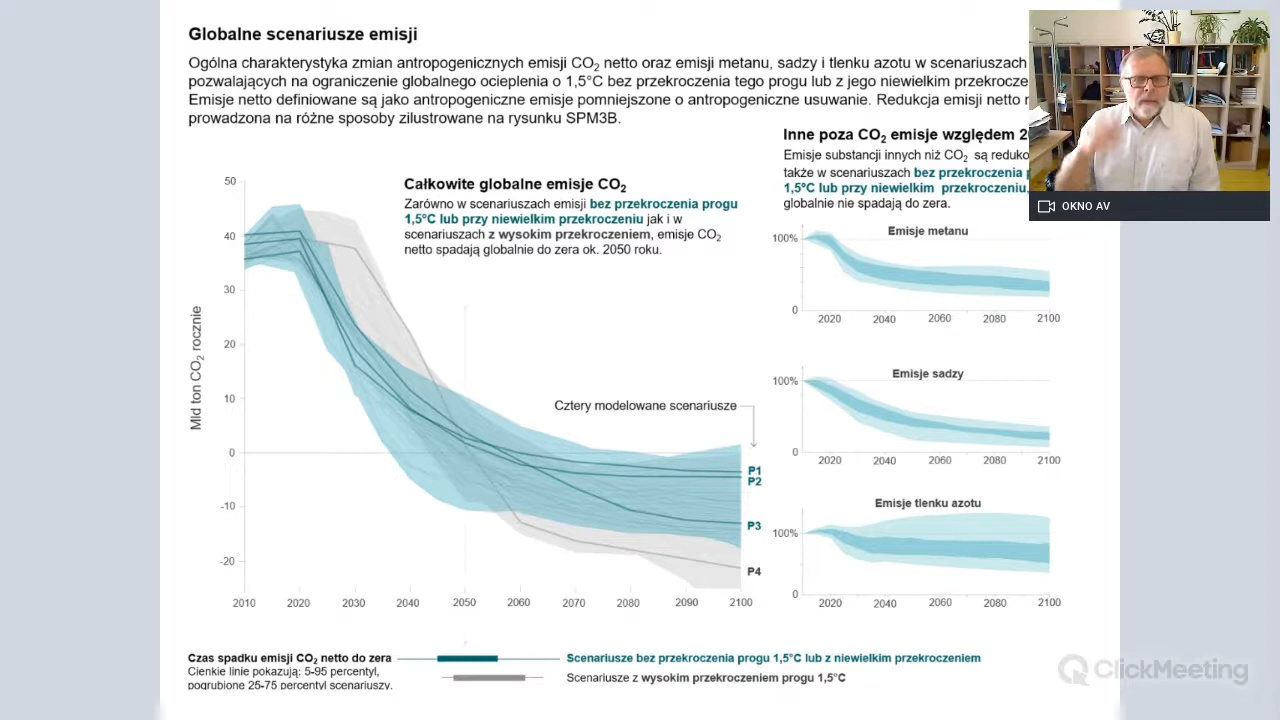 Globalne scenariusze emisji
Ogólna charakterystyka zmian antropogenicznych emisji CO2 netto oraz emisji metanu, sadzy i tlenku azotu w scenariuszach
pozwalających na ograniczenie globalnego ocieplenia o 1,5°C bez przekroczenia tego progu lub z jego niewielkim przekrocze
Emisje netto definiowane są jako antropogeniczne emisje pomniejszone o antropogeniczne usuwanie. Redukcja emisji netto
prowadzona na różne sposoby zilustrowane na rysunku SPM3B.
Całkowite globalne emisje CO2
Zarówno w scenariuszach emisji bez przekroczenia progu
1,5°C lub przy niewielkim przekroczeniu jak i w
scenariuszach z wysokim przekroczeniem, emisje CO2
netto spadają globalnie do zera ok. 2050 roku.
Mld ton CO2 rocznie
50
40
30
20
10
0
-10
-20
2010 2020 2030 2040 2050 2060 2070 2080 2090 2100
Cztery modelowane scenariusze
P1
P2
P3
P4
Inne poza CO2 emisje względem 2
Emisje substancji innych niż CO2 są reduko
także w scenariuszach bez przekroczenia
1,5°C lub przy niewielkim przekroczeniu,
globalnie nie spadają do zera.
OKNO AV
Emisje metanu
100%
0
2020 2040 2060 2080 2100
Emisje sadzy
100%
0
2020 2040 2060 2080 2100
Emisje tlenku azotu
100%
0
2020 2040 2060 2080 2100
Czas spadku emisji CO2 netto do zera
Cienkie linie pokazują: 5-95 percentyl,
pogrubione 25-75 percentyl scenariuszy.
Scenariusze bez przekroczenia progu 1,5°C lub z niewielkim przekroczeniem
Scenariusze z wysokim przekroczeniem progu 1,5°C
ClickMeeting